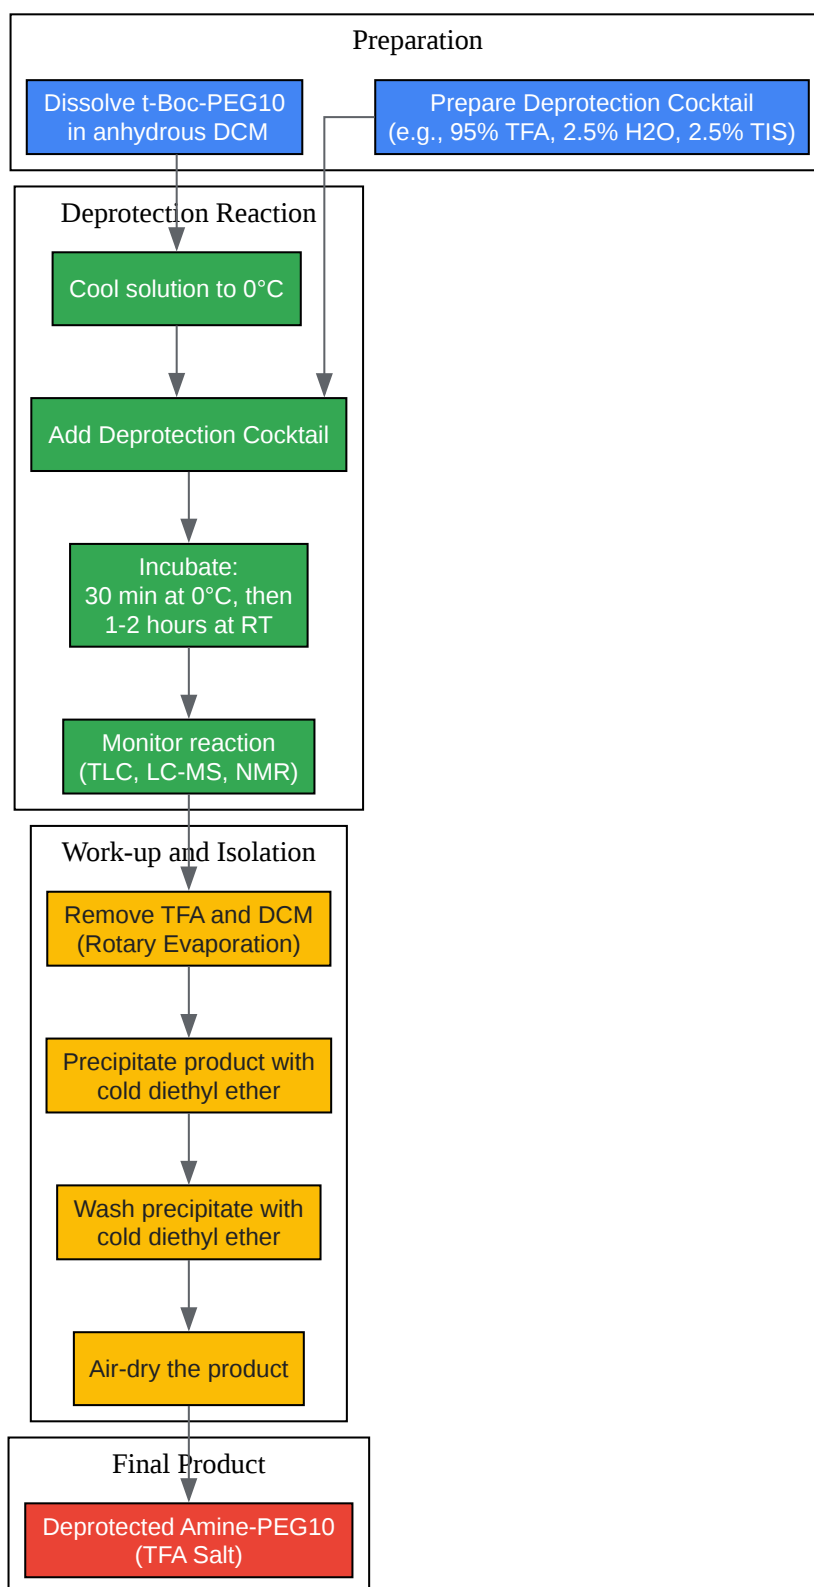 Preparation
Dissolve t-Boc-PEG10
in anhydrous DCM
Prepare Deprotection Cocktail
(e.g., 95% TFA, 2.5% H2O, 2.5% TIS)
Deprotection Reaction
Cool solution to 0°C
Add Deprotection Cocktail
Incubate:
30 min at 0°C, then
1-2 hours at RT
Monitor reaction
(TLC, LC-MS, NMR)
Work-up and Isolation
Remove TFA and DCM
(Rotary Evaporation)
Precipitate product with
cold diethyl ether
Wash precipitate with
cold diethyl ether
Air-dry the product
Final Product
Deprotected Amine-PEG10
(TFA Salt)